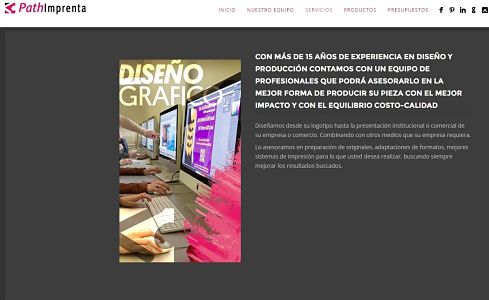 PathImprenta
INICIO NUESTRO EQUIPO SERVICIOS PRODUCTOS PRESUPUESTOS
DISEÑO
GRAFICO
CON MÁS DE 15 AÑOS DE EXPERIENCIA EN DISEÑO Y
PRODUCCIÓN CONTAMOS CON UN EQUIPO DE
PROFESIONALES QUE PODRÁ ASESORARLO EN LA
MEJOR FORMA DE PRODUCIR SU PIEZA CON EL MEJOR
IMPACTO Y CON EL EQUILIBRIO COSTO-CALIDAD
Diseñamos desde su logotipo hasta la presentación institucional o comercial de
su empresa o comercio. Combinando con otros medios que su empresa requiera.
Lo asesoramos en preparación de originales, adaptaciones de formatos, mejores
sistemas de impresión para lo que usted desea realizar, buscando siempre
mejorar los resultados buscados.